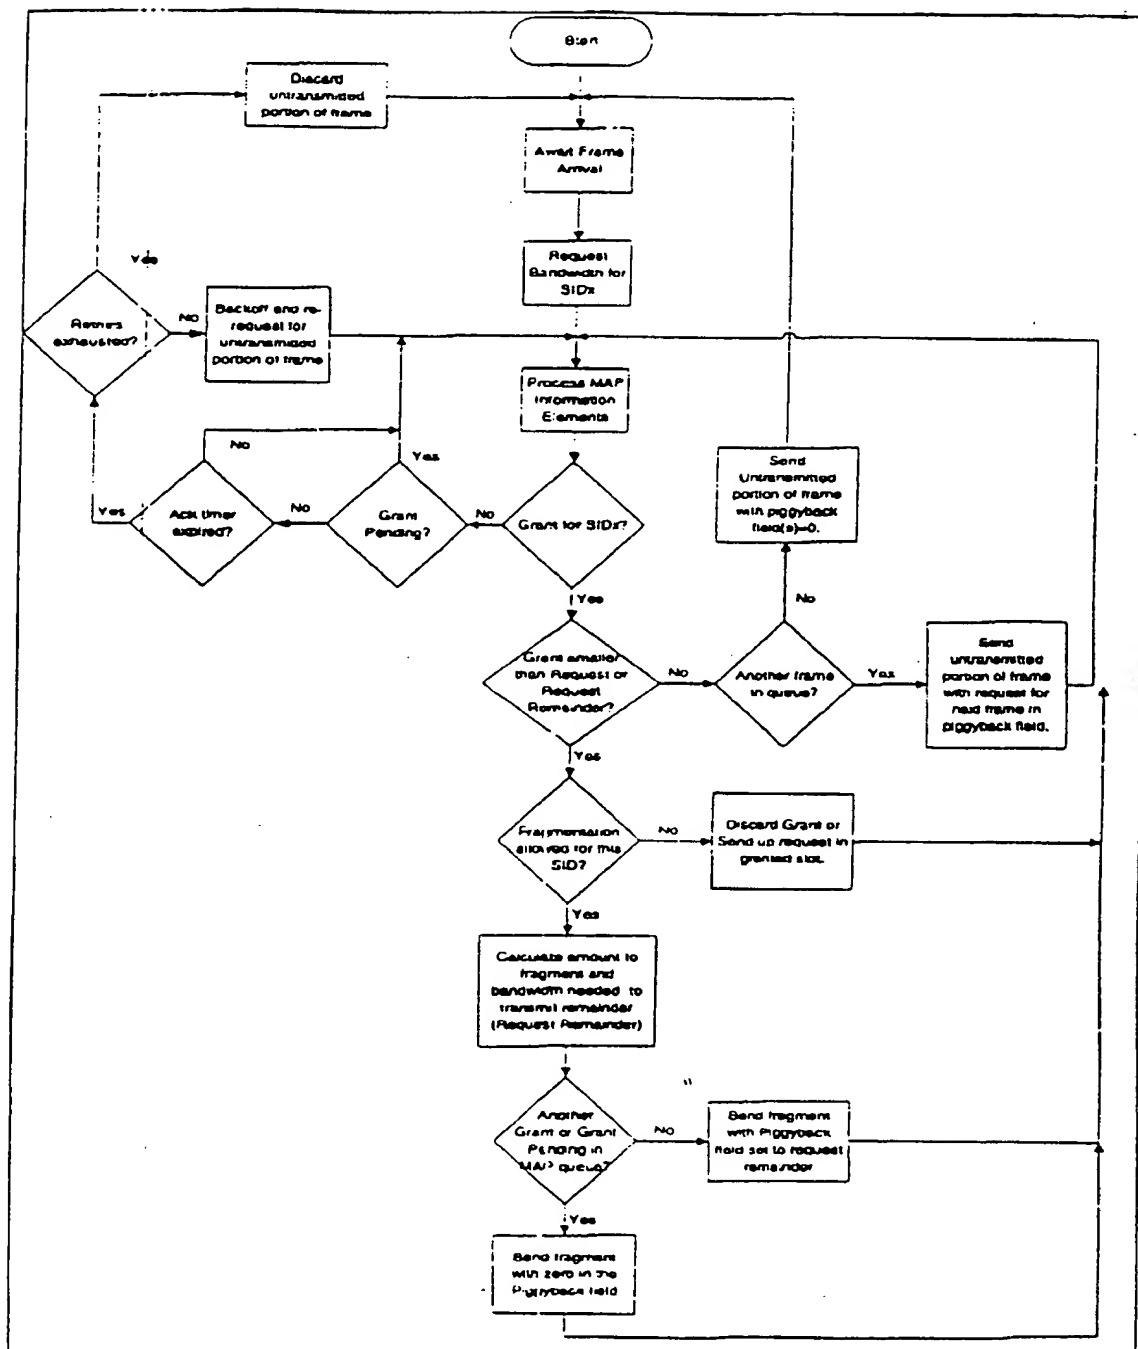 Start
Discard
untransmitted
portion of frame
Await Frame
Arrival
Request
Bandwidth for
SIDx
Yes
Retries
exhausted?
No
Backoff and re-
request for
untransmitted
portion of frame
Process MAP
Information
Elements
No
Yes
Yes
Ack timer
expired?
No
Grant
Pending?
No
Grant for SIDx?
Send
Untransmitted
portion of frame
with piggyback
field(s)=0.
Yes
No
Grant smaller
than Request or
Request
Remainder?
No
Another frame
in queue?
Yes
Send
untransmitted
portion of frame
with request for
next frame in
piggyback field.
Yes
Fragmentation
allowed for this
SID?
No
Discard Grant or
Send up request in
granted slot.
Yes
Calculate amount to
fragment and
bandwidth needed to
transmit remainder
(Request Remainder)
Another
Grant or Grant
Pending in
MAP queue?
No
Send fragment
with Piggyback
field set to request
remainder
Yes
Send fragment
with zero in the
Piggyback field